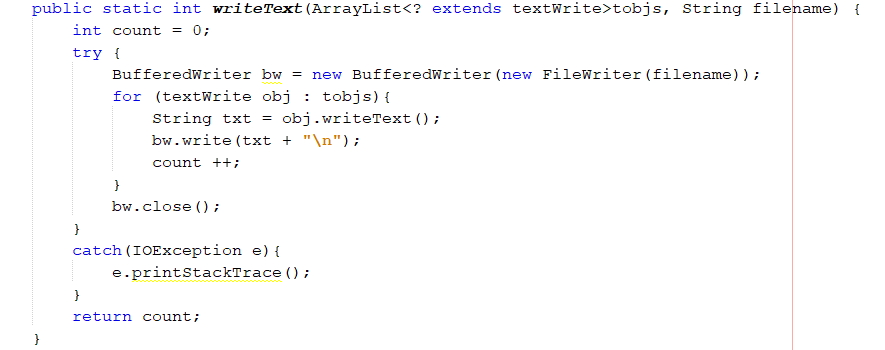 public static int writeText(ArrayList<? extends textWrite>tobjs, String filename) {
    int count = 0;
    try {
        BufferedWriter bw = new BufferedWriter(new FileWriter(filename));
        for (textWrite obj : tobjs){
            String txt = obj.writeText();
            bw.write(txt + "\n");
            count ++;
        }
        bw.close();
    }
    catch(IOException e){
        e.printStackTrace();
    }
    return count;
}